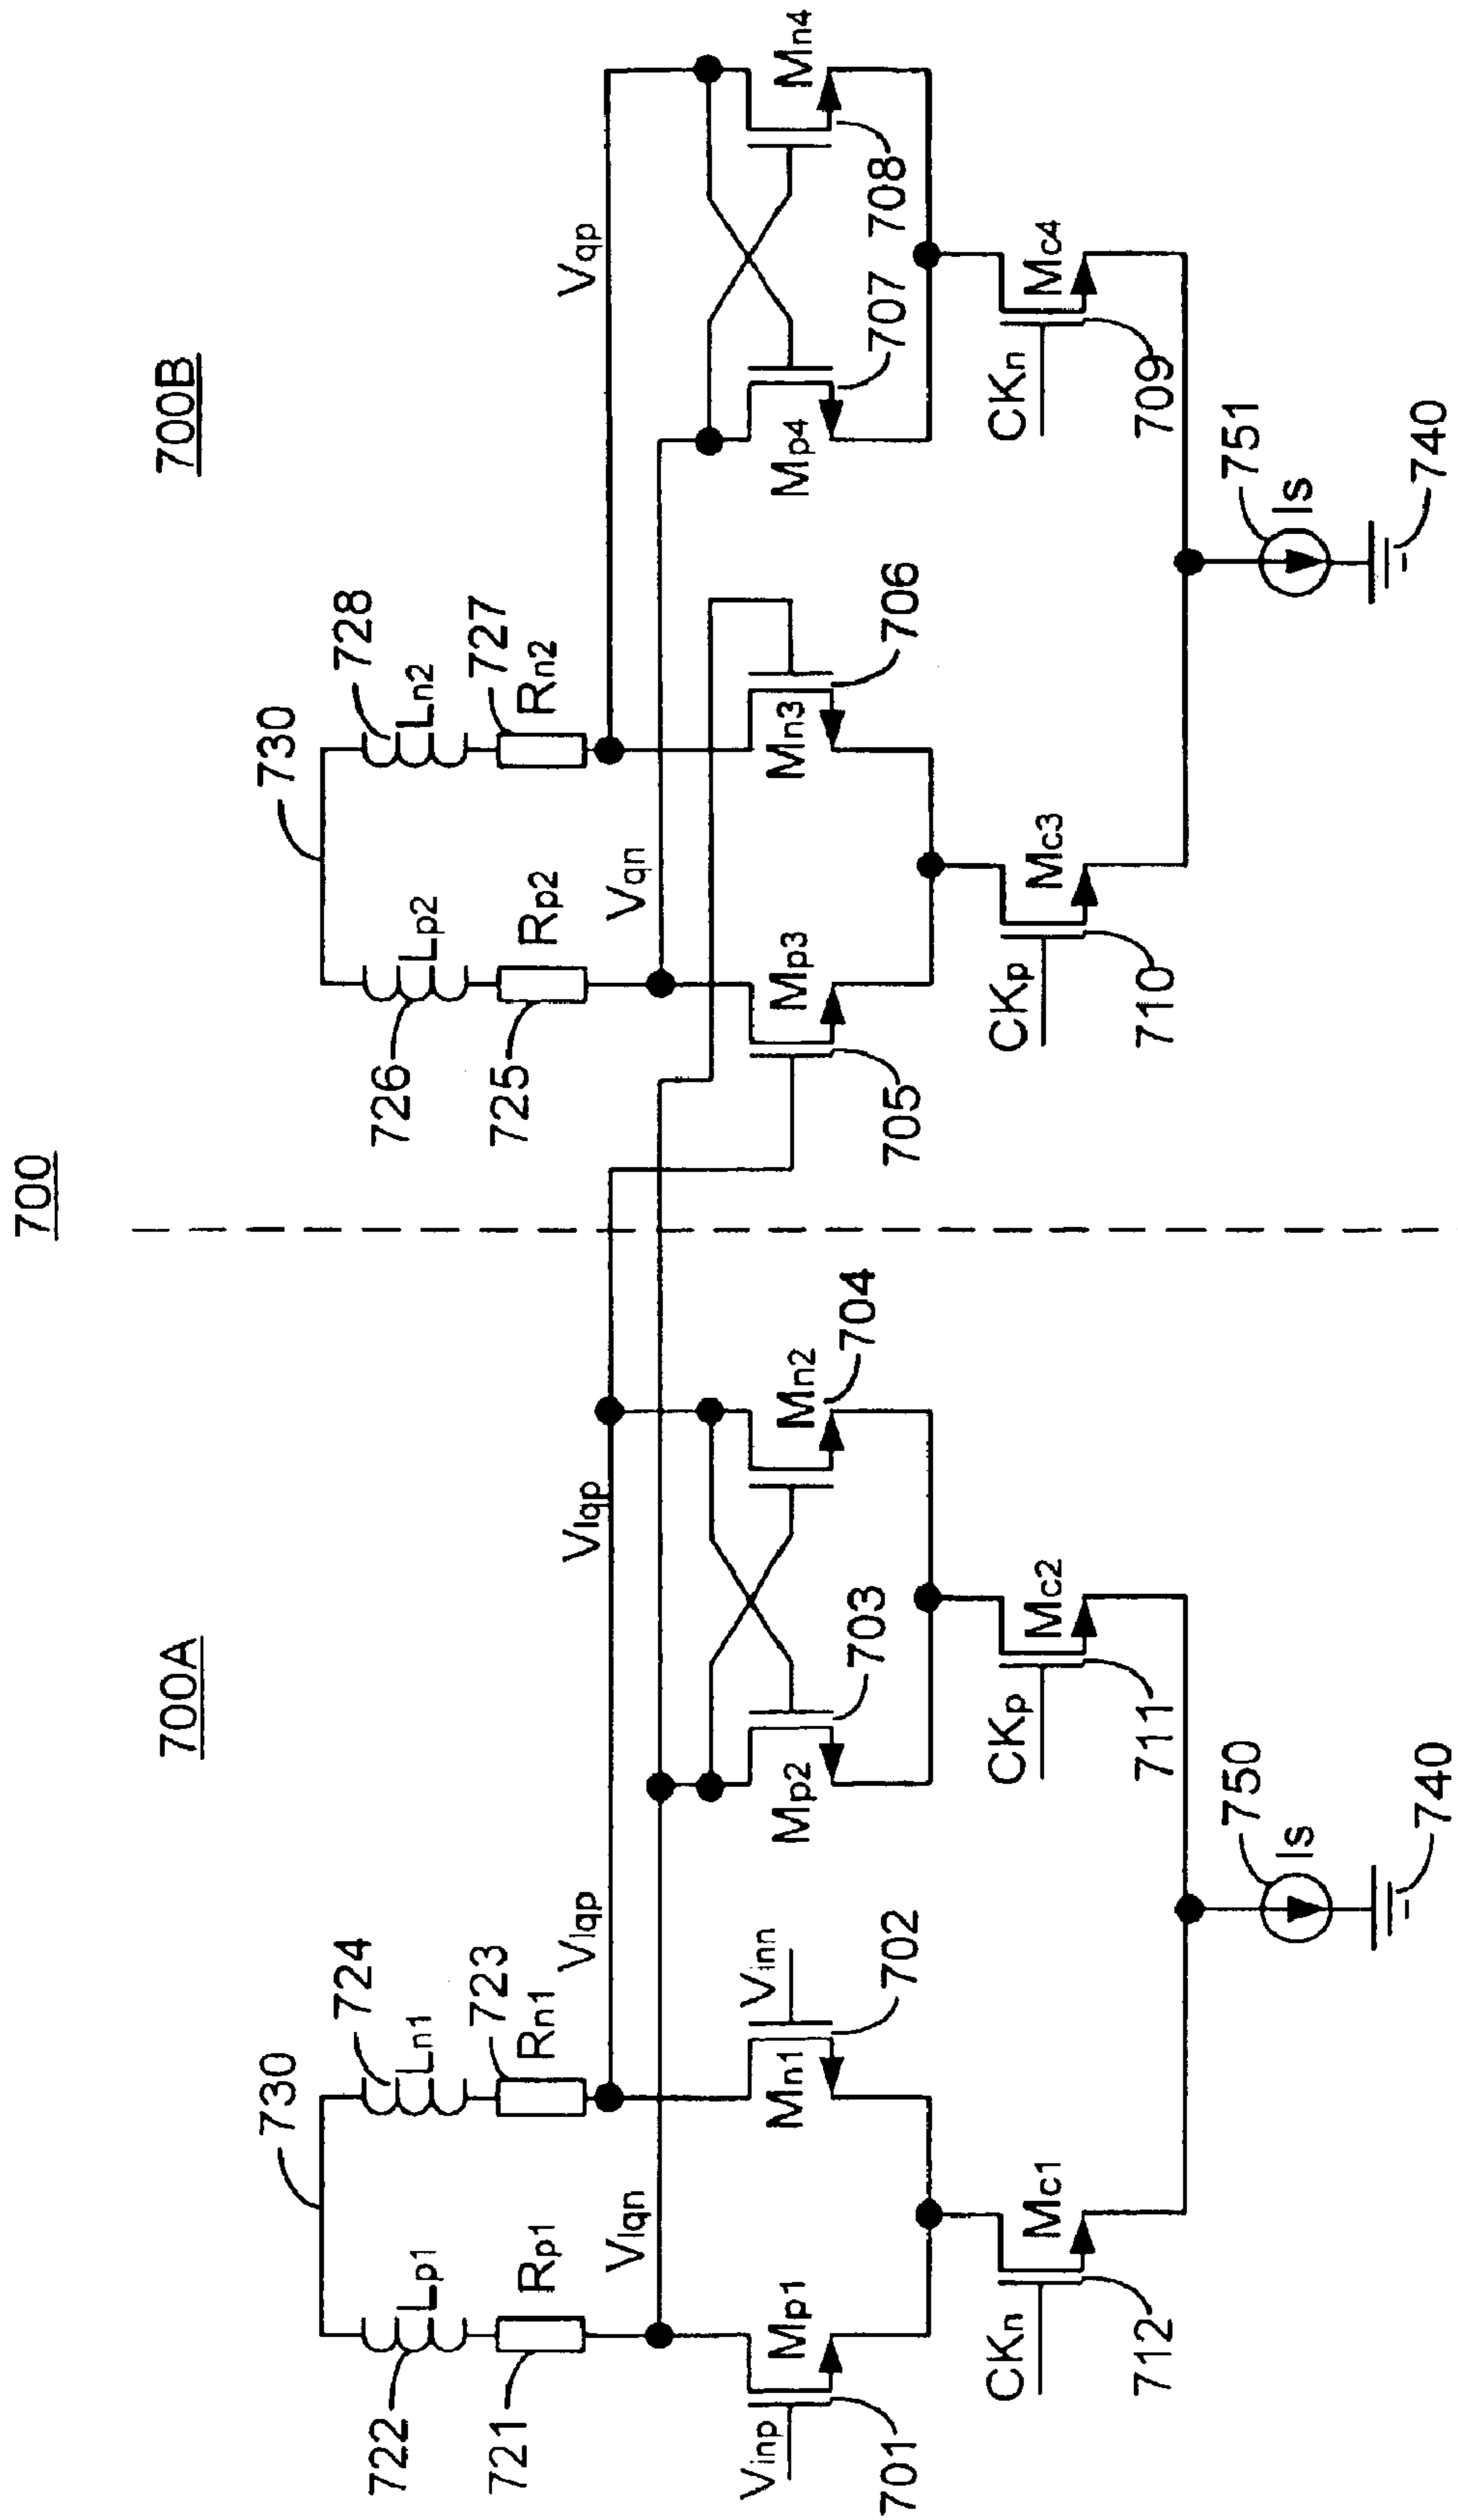 700
700A
700B
730
730
722
Lp1
724
Ln1
726
Lp2
728
Ln2
721
Rp1
723
Rn1
725
Rp2
727
Rn2
Vlqn
Vlqp
Vlqp
Vqn
Vqp
Vinp
Mp1
Mn1
Vinn
Mp2
Mn2
Mp3
Mn3
Mp4
Mn4
701
702
703
704
705
706
707
708
CKn
Mc1
CKp
Mc2
CKp
Mc3
CKn
Mc4
712
711
710
709
750
Is
751
Is
740
740